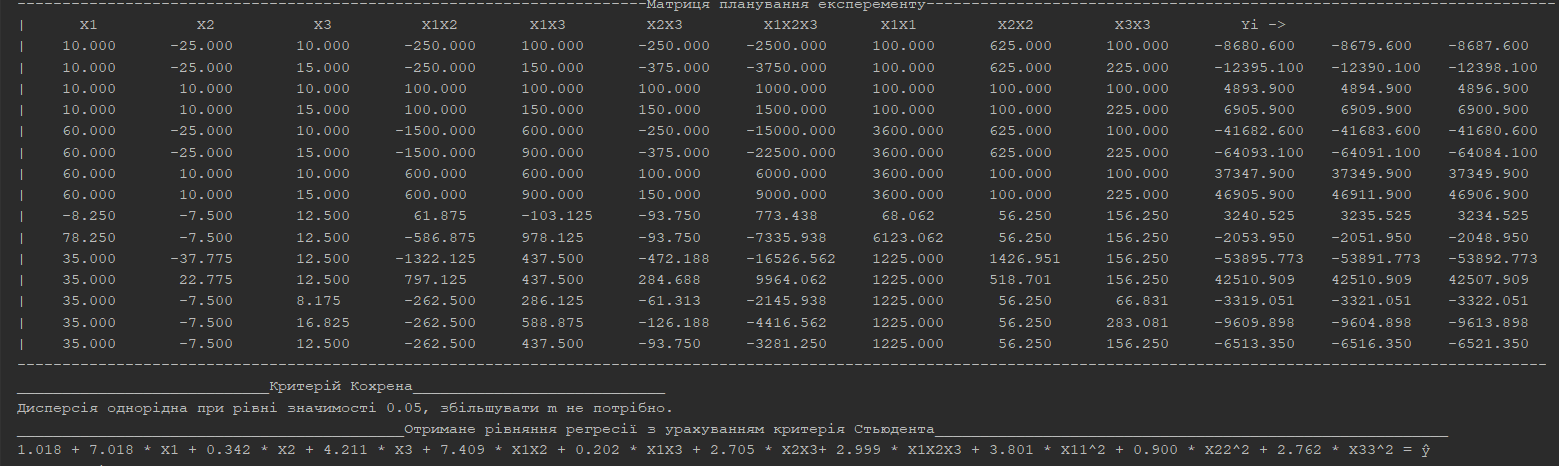 Матриця планування експеременту
| X1 X2 X3 X1X2 X1X3 X2X3 X1X2X3 X1X1 X2X2 X3X3 Yi ->
| 10.000 -25.000 10.000 -250.000 100.000 -250.000 -2500.000 100.000 625.000 100.000 -8680.600 -8679.600 -8687.600
| 10.000 -25.000 15.000 -250.000 150.000 -375.000 -3750.000 100.000 625.000 225.000 -12395.100 -12390.100 -12398.100
| 10.000 10.000 10.000 100.000 100.000 100.000 1000.000 100.000 100.000 100.000 4893.900 4894.900 4896.900
| 10.000 10.000 15.000 100.000 150.000 150.000 1500.000 100.000 100.000 225.000 6905.900 6909.900 6900.900
| 60.000 -25.000 10.000 -1500.000 600.000 -250.000 -15000.000 3600.000 625.000 100.000 -41682.600 -41683.600 -41680.600
| 60.000 -25.000 15.000 -1500.000 900.000 -375.000 -22500.000 3600.000 625.000 225.000 -64093.100 -64091.100 -64084.100
| 60.000 10.000 10.000 600.000 600.000 100.000 6000.000 3600.000 100.000 100.000 37347.900 37349.900 37349.900
| 60.000 10.000 15.000 600.000 900.000 150.000 9000.000 3600.000 100.000 225.000 46905.900 46911.900 46906.900
| -8.250 -7.500 12.500 61.875 -103.125 -93.750 773.438 68.062 56.250 156.250 3240.525 3235.525 3234.525
| 78.250 -7.500 12.500 -586.875 978.125 -93.750 -7335.938 6123.062 56.250 156.250 -2053.950 -2051.950 -2048.950
| 35.000 -37.775 12.500 -1322.125 437.500 -472.188 -16526.562 1225.000 1426.951 156.250 -53895.773 -53891.773 -53892.773
| 35.000 22.775 12.500 797.125 437.500 284.688 9964.062 1225.000 518.701 156.250 42510.909 42510.909 42507.909
| 35.000 -7.500 8.175 -262.500 286.125 -61.313 -2145.938 1225.000 56.250 66.831 -3319.051 -3321.051 -3322.051
| 35.000 -7.500 16.825 -262.500 588.875 -126.188 -4416.562 1225.000 56.250 283.081 -9609.898 -9604.898 -9613.898
| 35.000 -7.500 12.500 -262.500 437.500 -93.750 -3281.250 1225.000 56.250 156.250 -6513.350 -6516.350 -6521.350
Критерій Кохрена
Дисперсія однорідна при рівні значимості 0.05, збільшувати m не потрібно.
Отримане рівняння регресії з урахуванням критерія Стьюдента
1.018 + 7.018 * X1 + 0.342 * X2 + 4.211 * X3 + 7.409 * X1X2 + 0.202 * X1X3 + 2.705 * X2X3+ 2.999 * X1X2X3 + 3.801 * X11^2 + 0.900 * X22^2 + 2.762 * X33^2 = ŷ